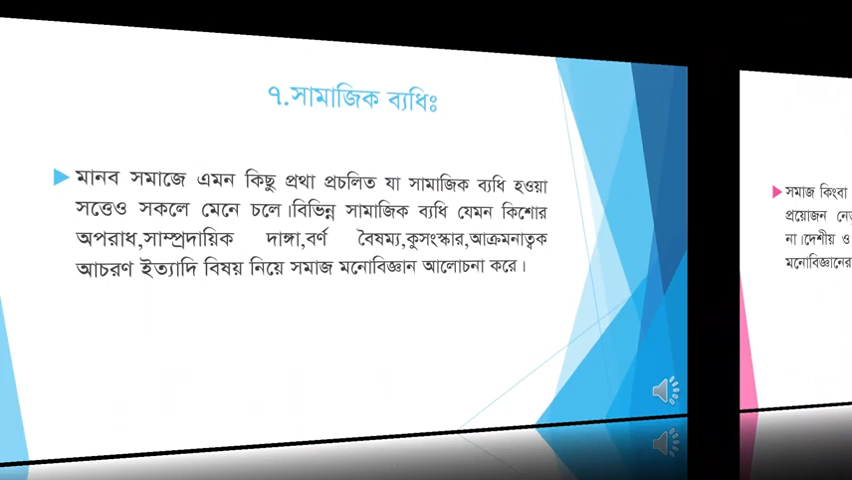 ৭.সামাজিক ব্যধিঃ
মানব সমাজে এমন কিছু প্রথা প্রচলিত যা সামাজিক ব্যধি হওয়া
সত্তেও সকলে মেনে চলে।বিভিন্ন সামাজিক ব্যধি যেমন কিশোর
অপরাধ,সাম্প্রদায়িক দাঙ্গা,বর্ণ বৈষম্য,কুসংস্কার,আক্রমনাত্বক
আচরণ ইত্যাদি বিষয় নিয়ে সমাজ মনোবিজ্ঞান আলোচনা করে।
সমাজ কিংবা
প্রয়োজন
না।দেশীয় ও
মনোবিজ্ঞানের